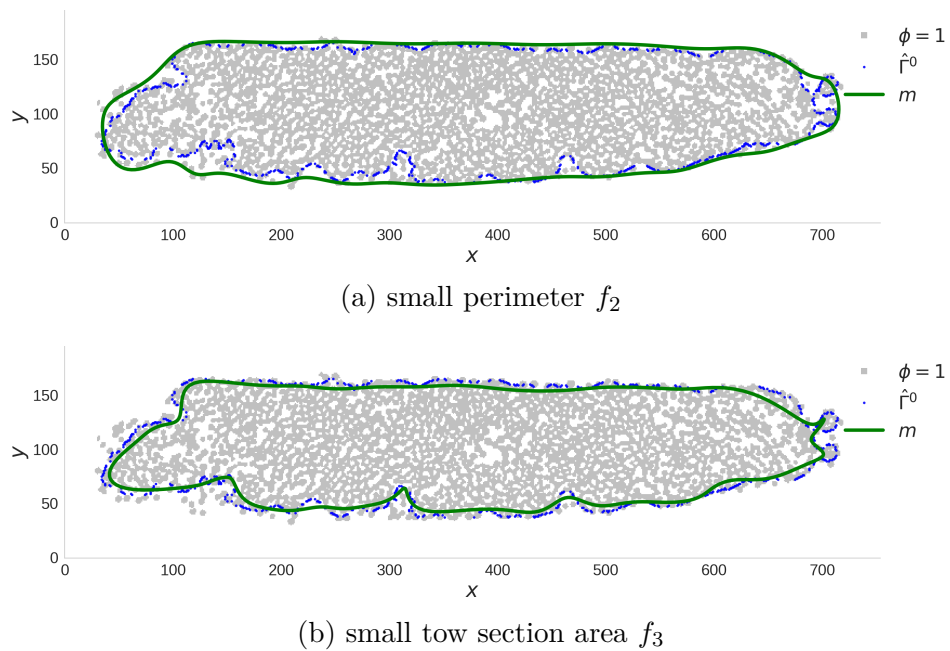 150
100
50
0
y
0 100 200 300 400 500 600 700
x
ϕ = 1
Γ̂⁰
m
(a) small perimeter f₂
150
100
50
0
y
0 100 200 300 400 500 600 700
x
ϕ = 1
Γ̂⁰
m
(b) small tow section area f₃